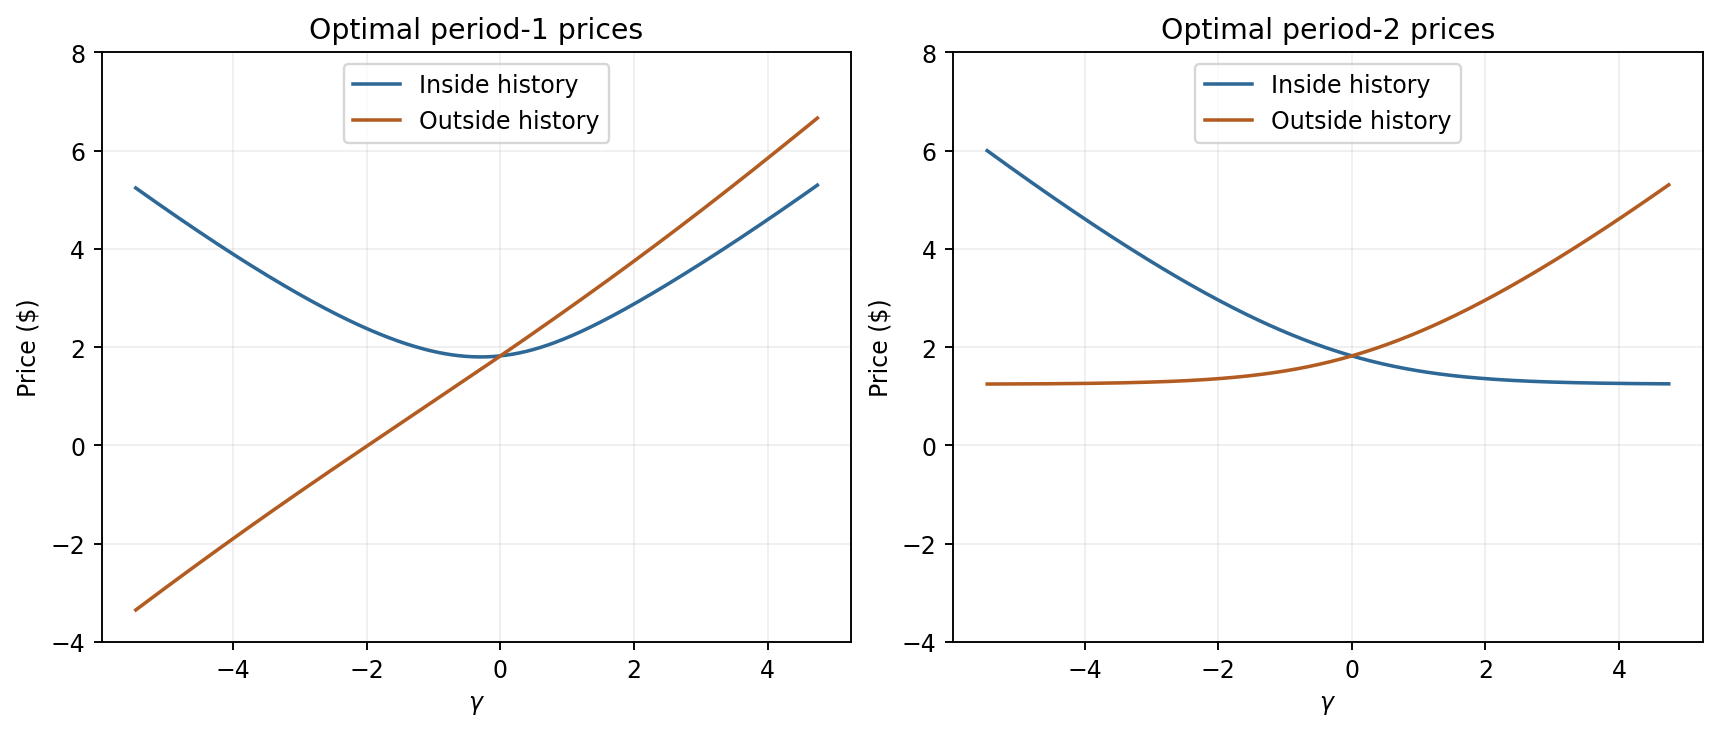 Optimal period-1 prices
8
6
4
2
0
−2
−4
Price ($)
Inside history
Outside history
−4 −2 0 2 4
γ
Optimal period-2 prices
8
6
4
2
0
−2
−4
Price ($)
Inside history
Outside history
−4 −2 0 2 4
γ